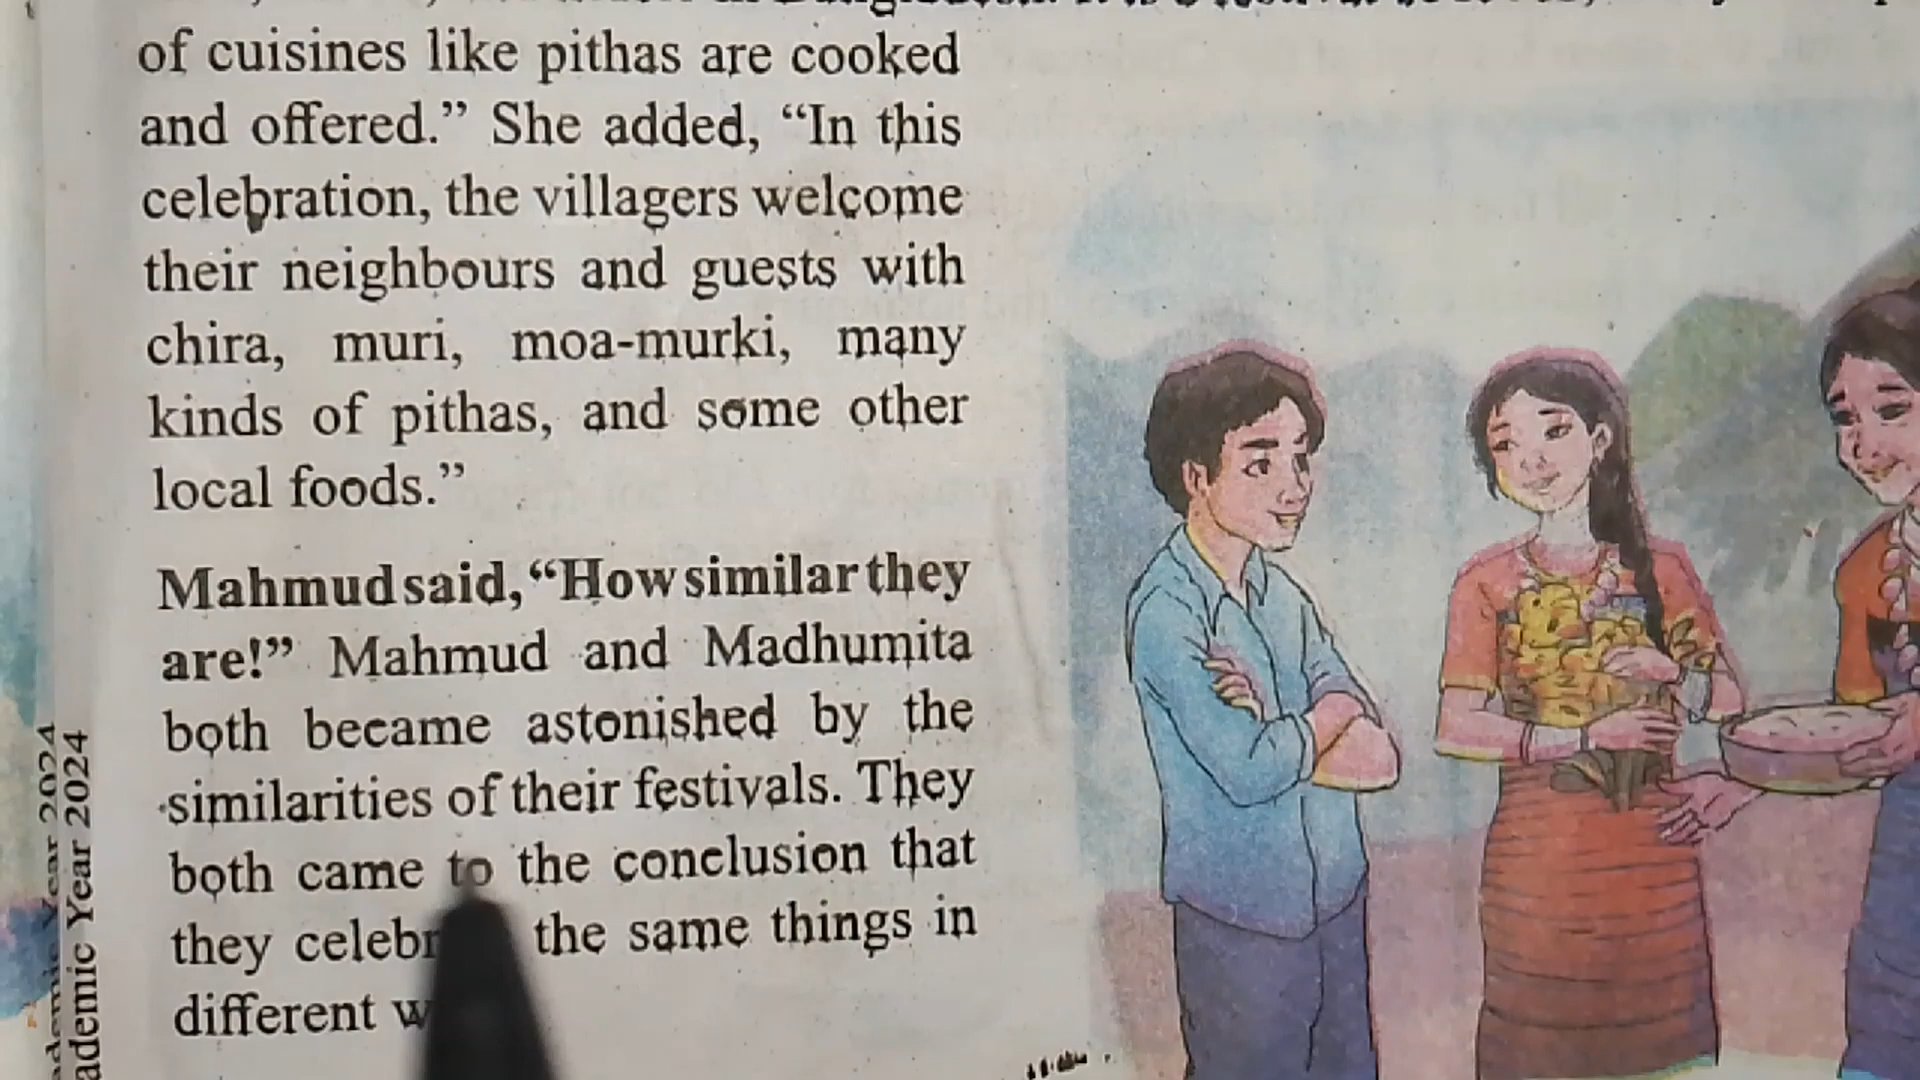 of cuisines like pithas are cooked
and offered.” She added, “In this
celebration, the villagers welcome
their neighbours and guests with
chira, muri, moa-murki, many
kinds of pithas, and some other
local foods.”
Mahmud said, “How similar they
are!” Mahmud and Madhumita
both became astonished by the
similarities of their festivals. They
both came to the conclusion that
they the same things in
different
Academic Year 2024